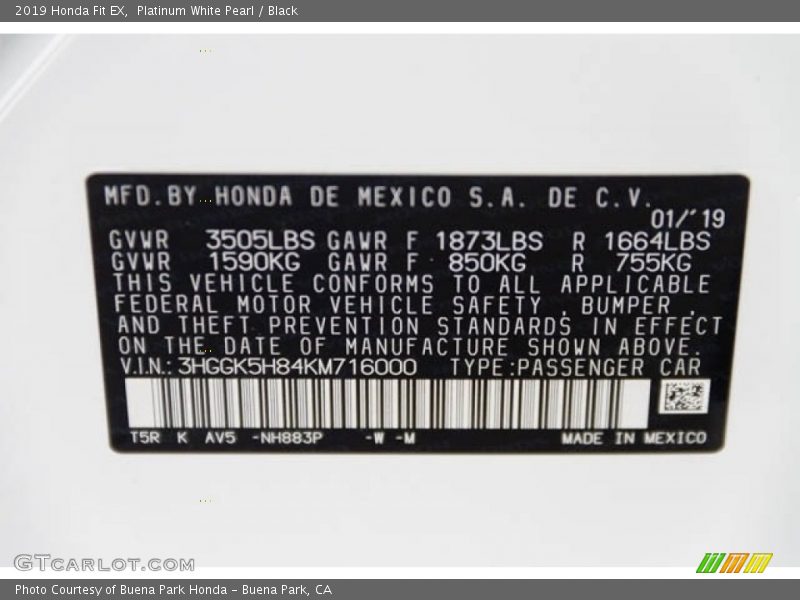 2019 Honda Fit EX,  Platinum White Pearl / Black
MFD.BY HONDA DE MEXICO S.A. DE C.V.
01/'19
GVWR 3505LBS GAWR F 1873LBS R 1664LBS
GVWR 1590KG GAWR F 850KG R 755KG
THIS VEHICLE CONFORMS TO ALL APPLICABLE
FEDERAL MOTOR VEHICLE SAFETY , BUMPER ,
AND THEFT PREVENTION STANDARDS IN EFFECT
ON THE DATE OF MANUFACTURE SHOWN ABOVE.
V.I.N.: 3HGGK5H84KM716000 TYPE:PASSENGER CAR
T5R K AV5 -NH883P -W -M MADE IN MEXICO
GTCARLOT.COM
Photo Courtesy of Buena Park Honda - Buena Park, CA